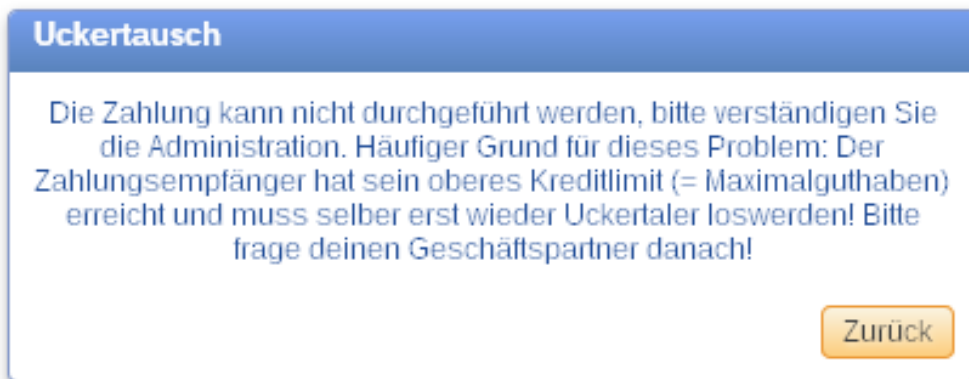 Uckertausch
Die Zahlung kann nicht durchgeführt werden, bitte verständigen Sie
die Administration. Häufiger Grund für dieses Problem: Der
Zahlungsempfänger hat sein oberes Kreditlimit (= Maximalguthaben)
erreicht und muss selber erst wieder Uckertaler loswerden! Bitte
frage deinen Geschäftspartner danach!
Zurück